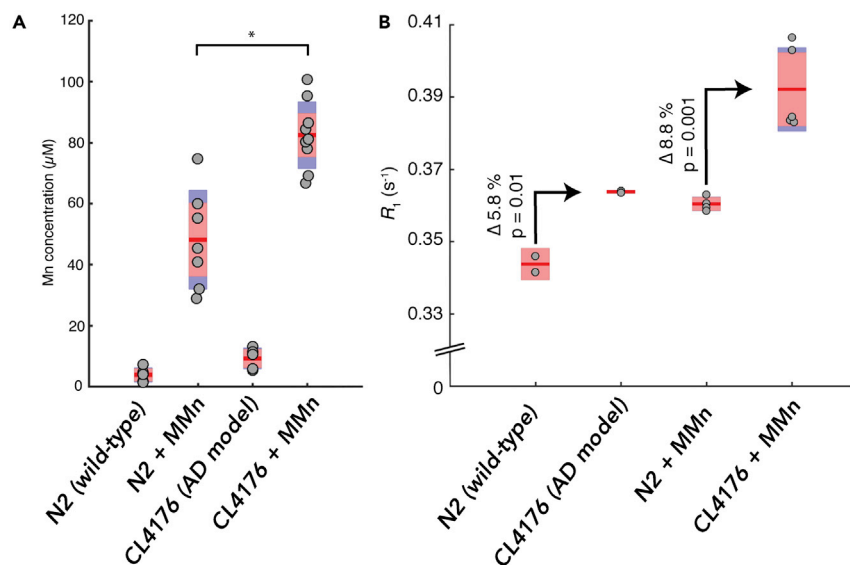 A
Mn concentration (µM)
120
100
80
60
40
20
0
*
N2 (wild-type)
N2 + MMn
CL4176 (AD model)
CL4176 + MMn
B
R₁ (s⁻¹)
0.41
0.39
0.37
0.35
0.33
0
Δ 5.8 %
p = 0.01
Δ 8.8 %
p = 0.001
N2 (wild-type)
CL4176 (AD model)
N2 + MMn
CL4176 + MMn